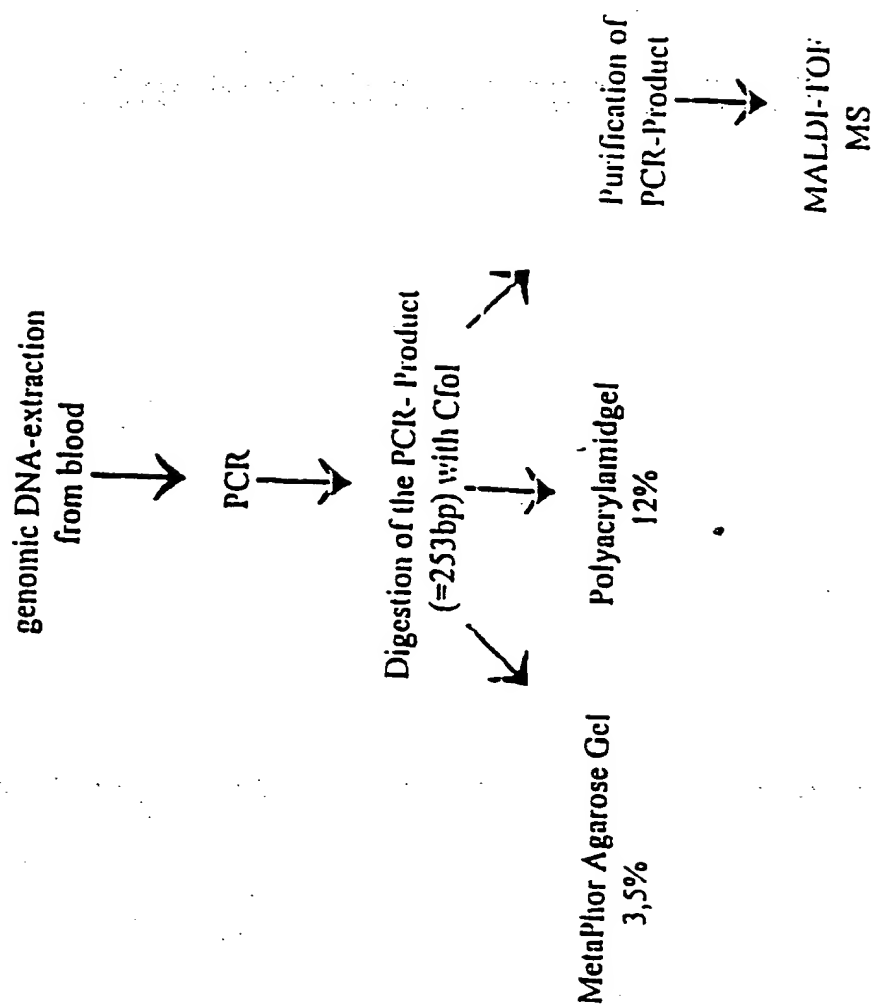 genomic DNA-extraction
from blood
PCR
Digestion of the PCR- Product
(=253bp) with CfoI
MetaPhor Agarose Gel
3,5%
Polyacrylamidgel
12%
Purification of
PCR-Product
MALDI-TOF
MS